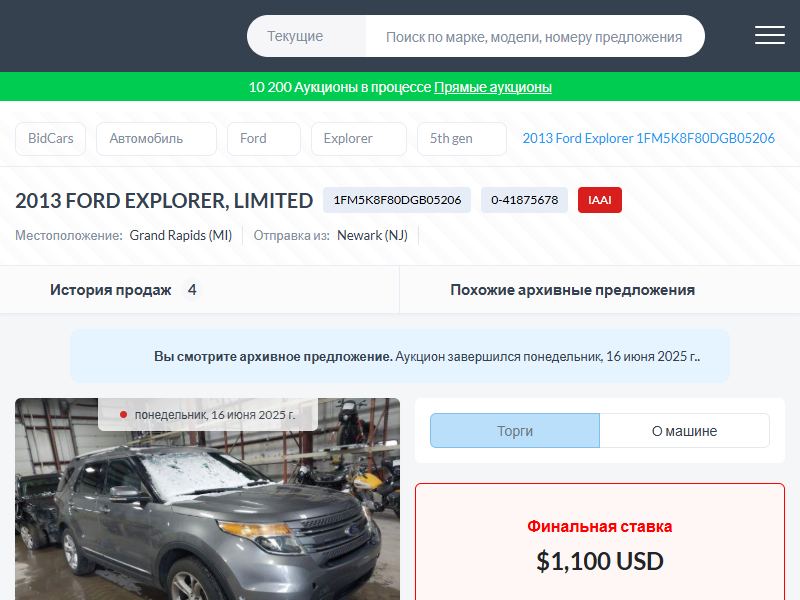 Текущие
Поиск по марке, модели, номеру предложения
10 200 Аукционы в процессе Прямые аукционы
BidCars
Автомобиль
Ford
Explorer
5th gen
2013 Ford Explorer 1FM5K8F80DGB05206
2013 FORD EXPLORER, LIMITED
1FM5K8F80DGB05206
0-41875678
IAAI
Местоположение: Grand Rapids (MI)
Отправка из: Newark (NJ)
История продаж 4
Похожие архивные предложения
Вы смотрите архивное предложение. Аукцион завершился понедельник, 16 июня 2025 г..
понедельник, 16 июня 2025 г.
Торги
О машине
Финальная ставка
$1,100 USD